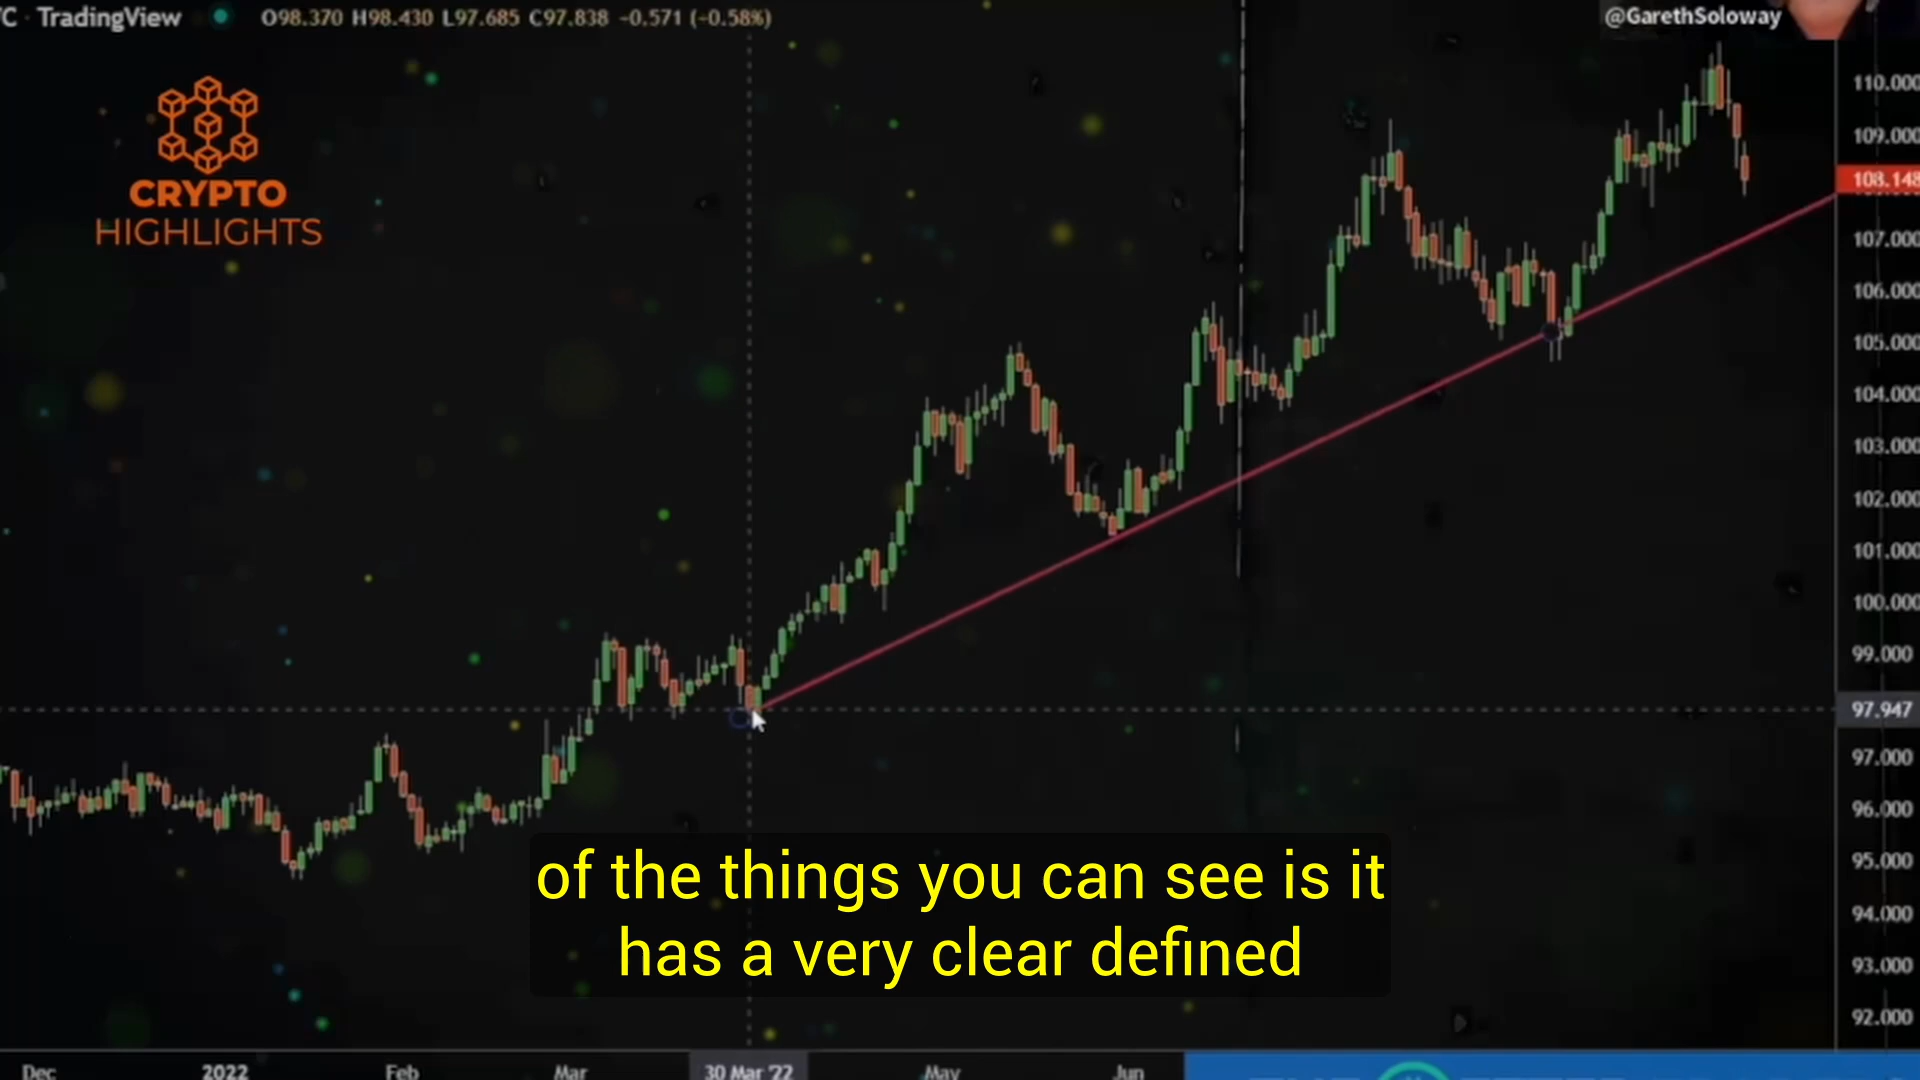 TradingView O98.370 H98.430 L97.685 C97.838 −0.571 (−0.58%)
@GarethSoloway
CRYPTO
HIGHLIGHTS
110.000
109.000
108.148
107.000
106.000
105.000
104.000
103.000
102.000
101.000
100.000
99.000
97.947
97.000
96.000
95.000
94.000
93.000
92.000
of the things you can see is it
has a very clear defined
Dec 2022 Feb Mar 30 Mar '22 May Jun